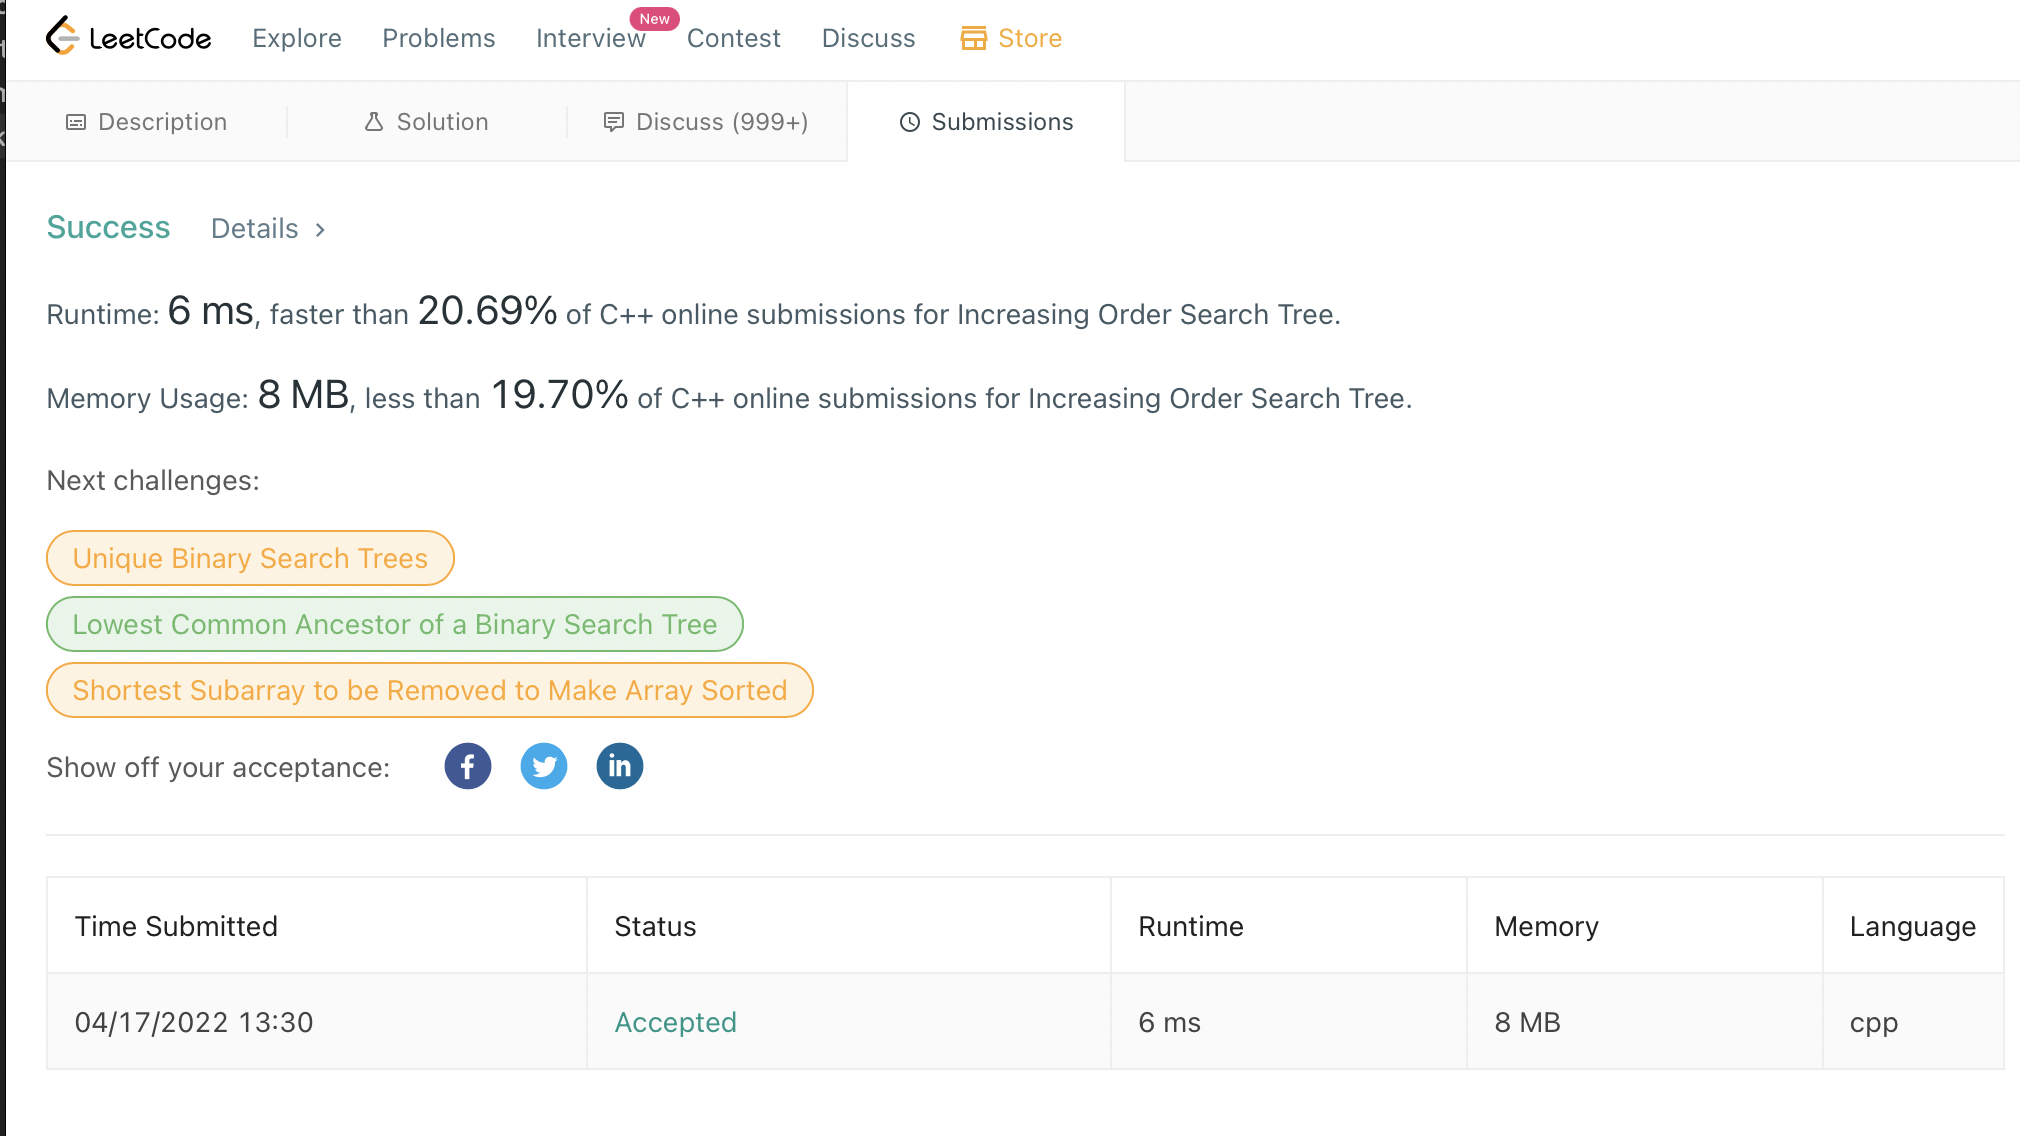 LeetCode Explore Problems Interview New Contest Discuss Store
Description Solution Discuss (999+) Submissions
Success Details
Runtime: 6 ms, faster than 20.69% of C++ online submissions for Increasing Order Search Tree.
Memory Usage: 8 MB, less than 19.70% of C++ online submissions for Increasing Order Search Tree.
Next challenges:
Unique Binary Search Trees
Lowest Common Ancestor of a Binary Search Tree
Shortest Subarray to be Removed to Make Array Sorted
Show off your acceptance:
Time Submitted Status Runtime Memory Language
04/17/2022 13:30 Accepted 6 ms 8 MB cpp